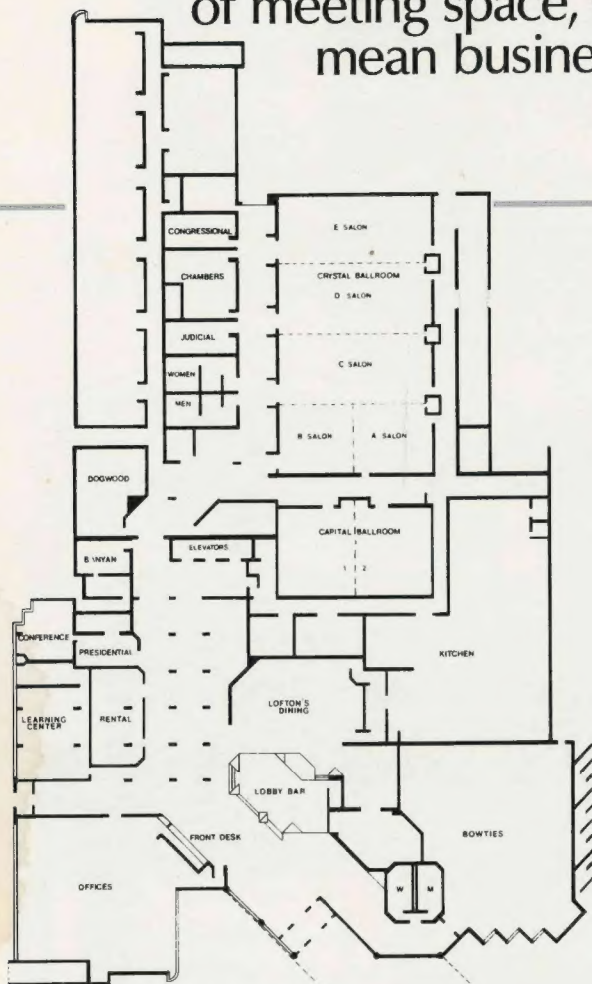 of meeting space,
mean busine
E SALON
CONGRESSIONAL
CRYSTAL BALLROOM
CHAMBERS
D SALON
JUDICIAL
C SALON
WOMEN
MEN
B SALON
A SALON
DOGWOOD
CAPITAL BALLROOM
ELEVATORS
BANYAN
1
2
CONFERENCE
PRESIDENTIAL
KITCHEN
LOFTON'S
DINING
LEARNING
CENTER
RENTAL
LOBBY BAR
FRONT DESK
BOWTIES
OFFICES
W
M